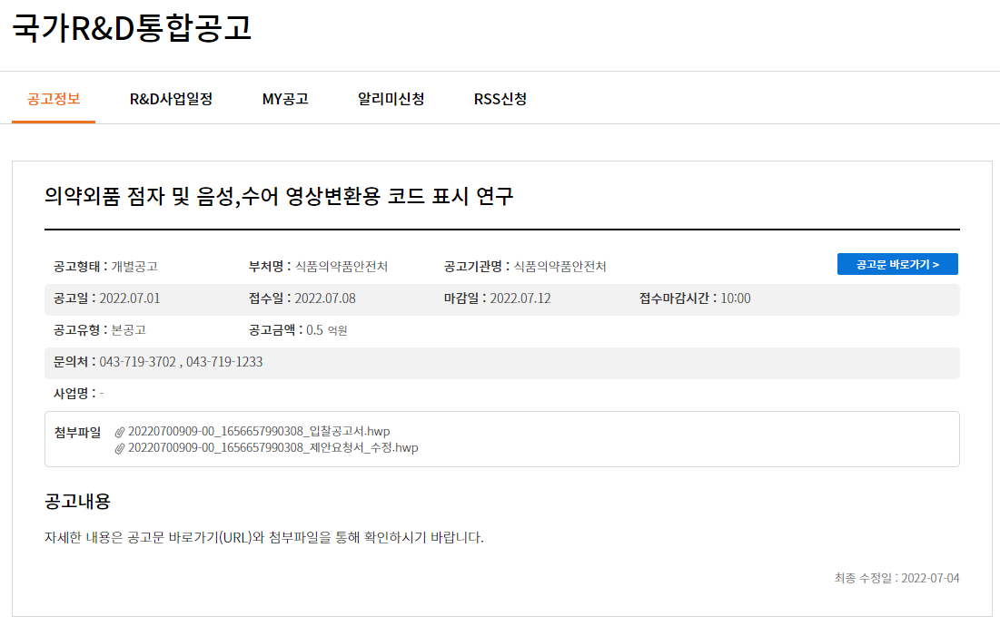 국가R&D통합공고
공고정보 R&D사업일정 MY공고 알리미신청 RSS신청
의약외품 점자 및 음성,수어 영상변환용 코드 표시 연구
공고형태 : 개별공고 부처명 : 식품의약품안전처 공고기관명 : 식품의약품안전처 공고문 바로가기 >
공고일 : 2022.07.01 접수일 : 2022.07.08 마감일 : 2022.07.12 접수마감시간 : 10:00
공고유형 : 본공고 공고금액 : 0.5 억원
문의처 : 043-719-3702 , 043-719-1233
사업명 : -
첨부파일 20220700909-00_1656657990308_입찰공고서.hwp
20220700909-00_1656657990308_제안요청서_수정.hwp
공고내용
자세한 내용은 공고문 바로가기(URL)와 첨부파일을 통해 확인하시기 바랍니다.
최종 수정일 : 2022-07-04